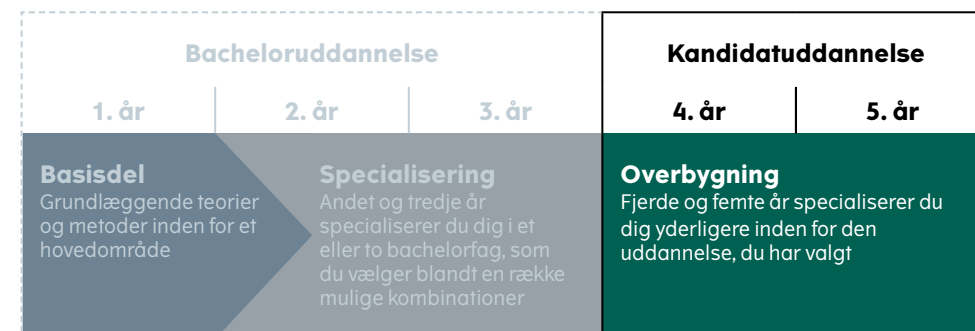 Bacheloruddannelse
Kandidatuddannelse
1. år
2. år
3. år
4. år
5. år
Basisdel
Grundlæggende teorier
og metoder inden for et
hovedområde
Specialisering
Andet og tredje år
specialiserer du dig i et
eller to bachelorfag, som
du vælger blandt en række
mulige kombinationer
Overbygning
Fjerde og femte år specialiserer du
dig yderligere inden for den
uddannelse, du har valgt